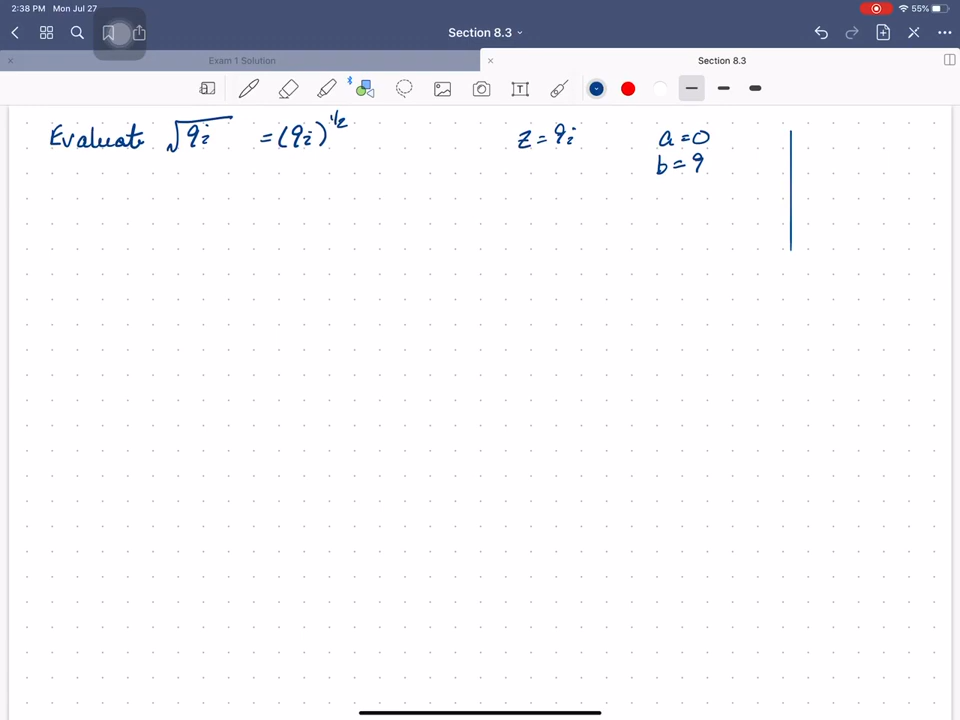 2:38 PM Mon Jul 27
55%
Section 8.3
Exam 1 Solution
Section 8.3
Evaluate √9i = (9i)^1/2
z = 9i
a = 0
b = 9